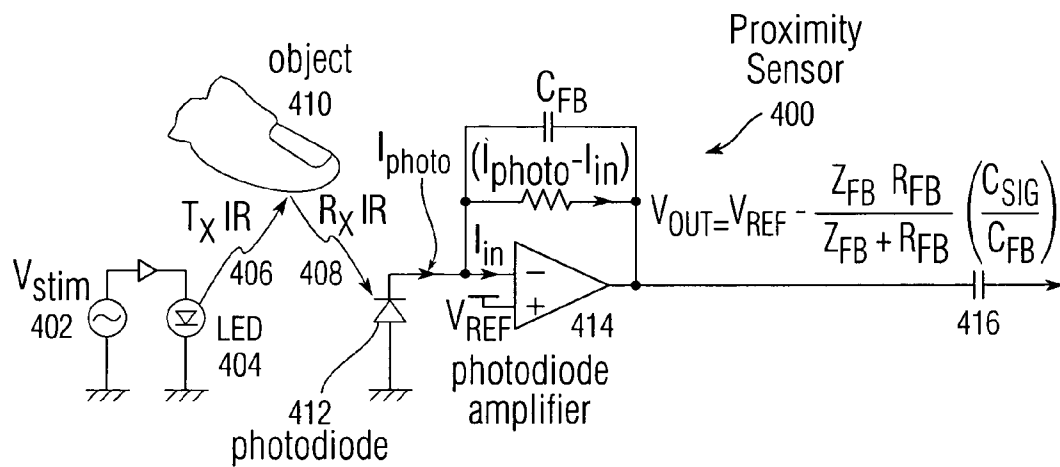 Proximity
Sensor
400
object
410
C_FB
I_photo
(I_photo-I_in)
V_OUT=V_REF - Z_FB R_FB / Z_FB + R_FB (C_SIG / C_FB)
T_X IR
R_X IR
406
408
I_in
V_stim
402
LED
404
V_REF
−
+
414
416
photodiode
amplifier
412
photodiode